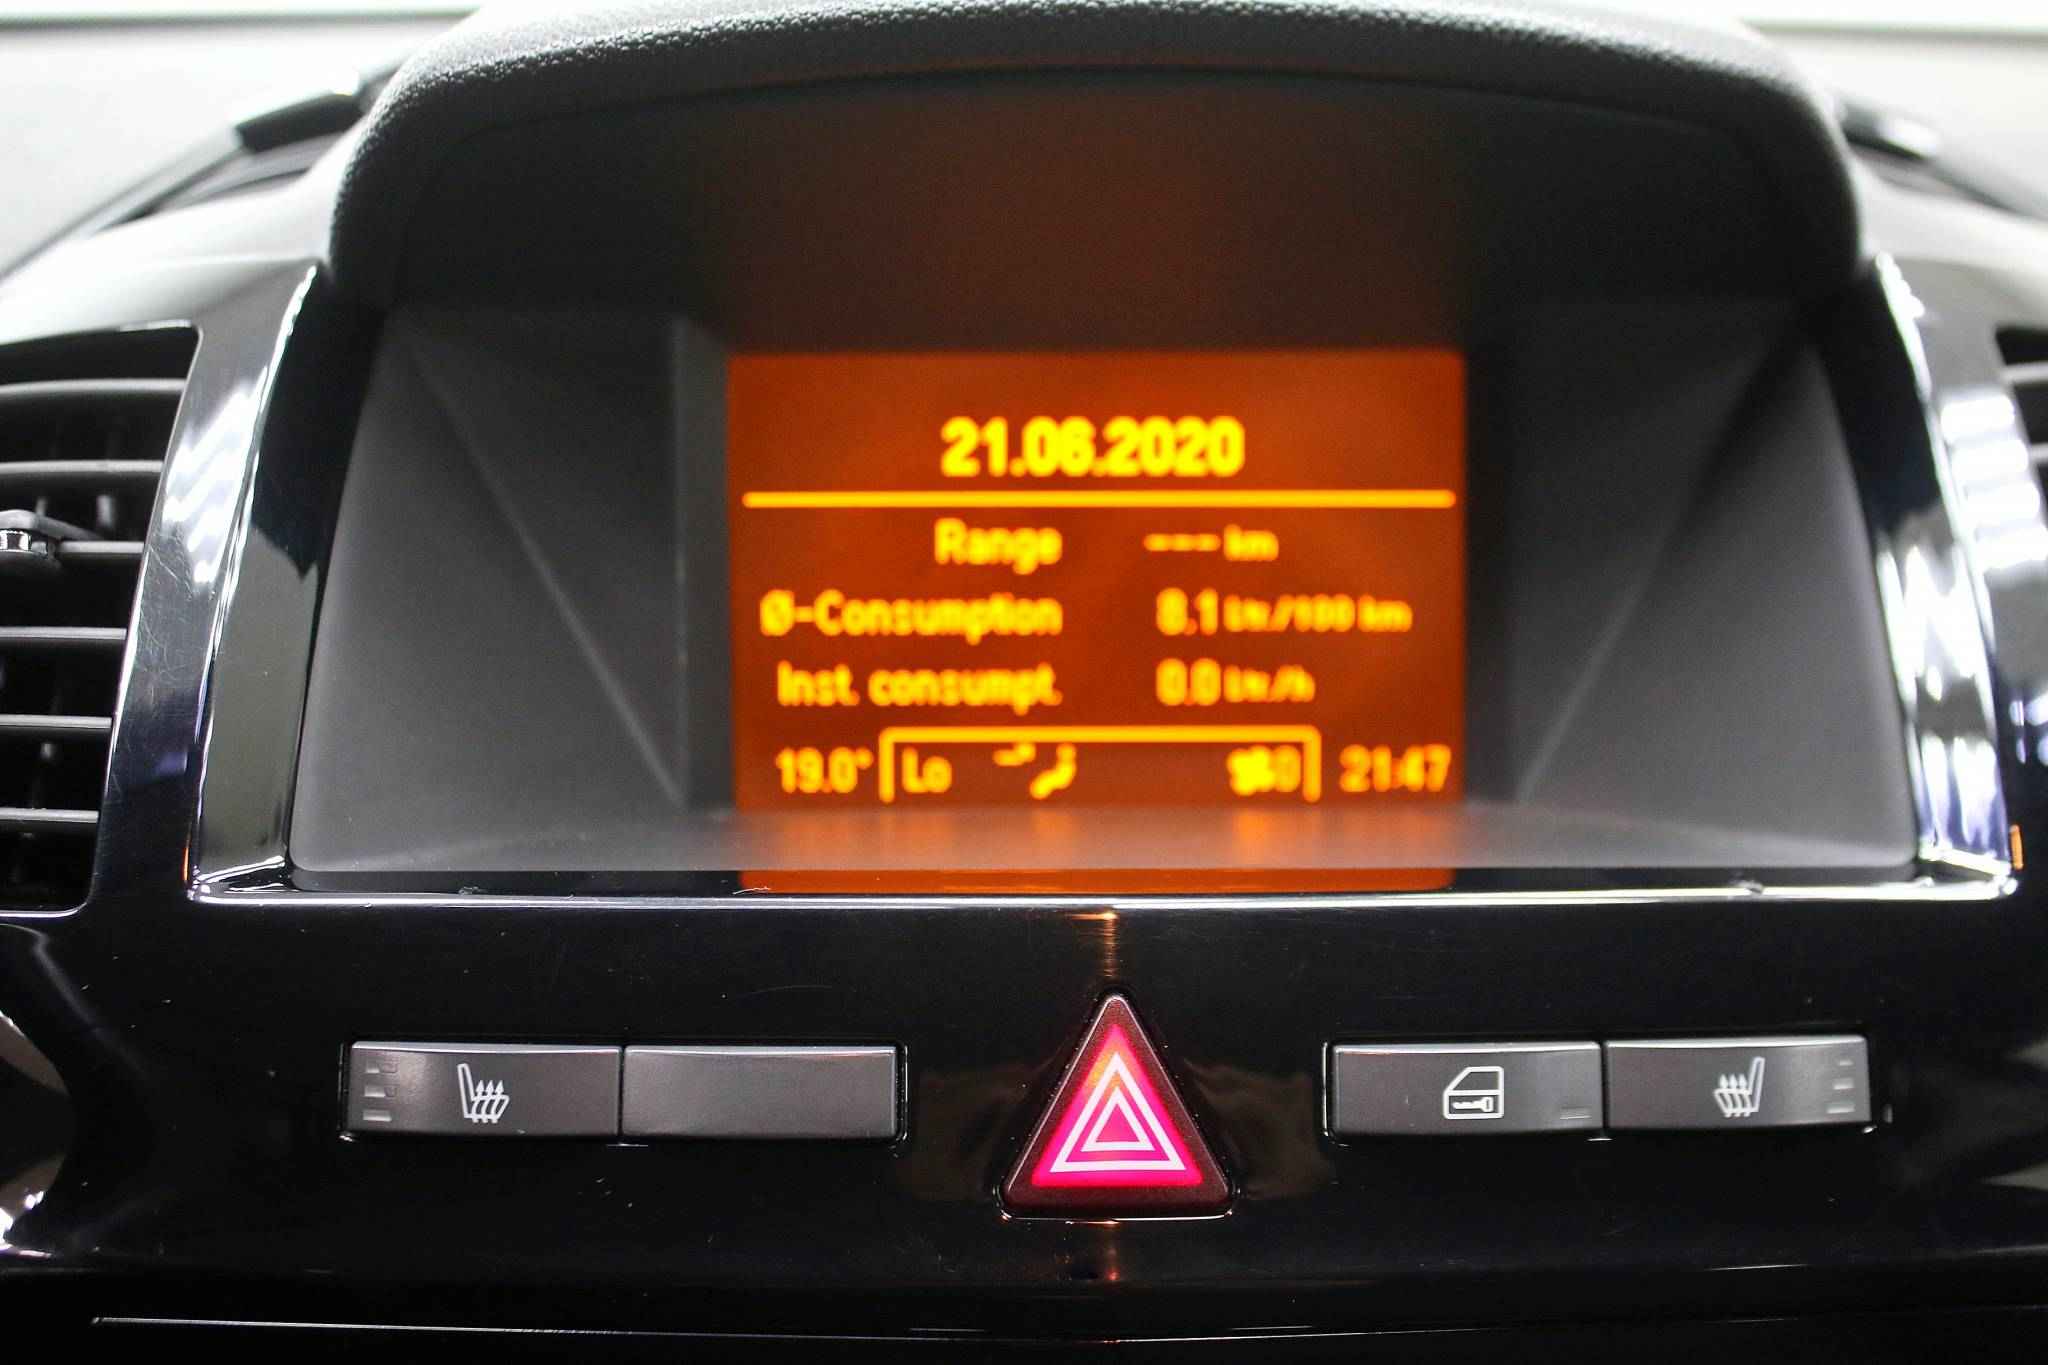 21.06.2020
Range --- km
Ø-Consumption 8.1 Ltr./100 km
Inst. consumpt. 0.0 Ltr./h
19.0° Lo 21:47